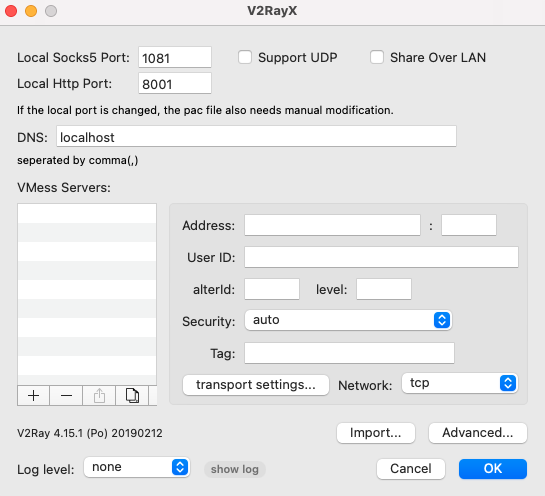 V2RayX
Local Socks5 Port: 1081 Support UDP Share Over LAN
Local Http Port: 8001
If the local port is changed, the pac file also needs manual modification.
DNS: localhost
seperated by comma(,)
VMess Servers:
Address: :
User ID:
alterId: level:
Security: auto
Tag:
transport settings... Network: tcp
V2Ray 4.15.1 (Po) 20190212 Import... Advanced...
Log level: none show log Cancel OK